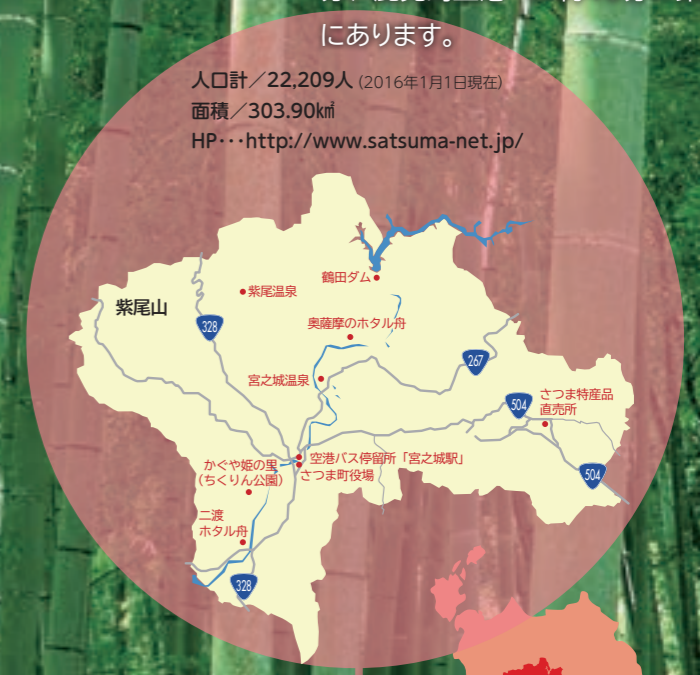 にあります。
人口計／22,209人 (2016年1月1日現在)
面積／303.90㎢
HP･･･http://www.satsuma-net.jp/
鶴田ダム
紫尾温泉
紫尾山
328
奥薩摩のホタル舟
267
宮之城温泉
504
さつま特産品
直売所
空港バス停留所「宮之城駅」
さつま町役場
かぐや姫の里
（ちくりん公園）
504
二渡
ホタル舟
328